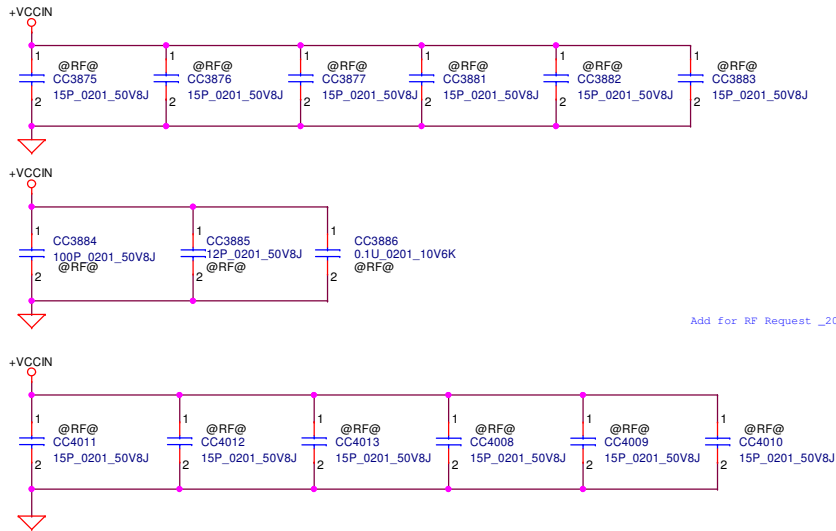 +VCCIN
1 1 1 1 1 1
@RF@ @RF@ @RF@ @RF@ @RF@ @RF@
CC3875 CC3876 CC3877 CC3881 CC3882 CC3883
15P_0201_50V8J 15P_0201_50V8J 15P_0201_50V8J 15P_0201_50V8J 15P_0201_50V8J 15P_0201_50V8J
2 2 2 2 2 2
+VCCIN
1 1 1
CC3884 CC3885 CC3886
100P_0201_50V8J 12P_0201_50V8J 0.1U_0201_10V6K
@RF@ @RF@ @RF@
2 2 2
Add for RF Request _20
+VCCIN
1 1 1 1 1 1
@RF@ @RF@ @RF@ @RF@ @RF@ @RF@
CC4011 CC4012 CC4013 CC4008 CC4009 CC4010
15P_0201_50V8J 15P_0201_50V8J 15P_0201_50V8J 15P_0201_50V8J 15P_0201_50V8J 15P_0201_50V8J
2 2 2 2 2 2